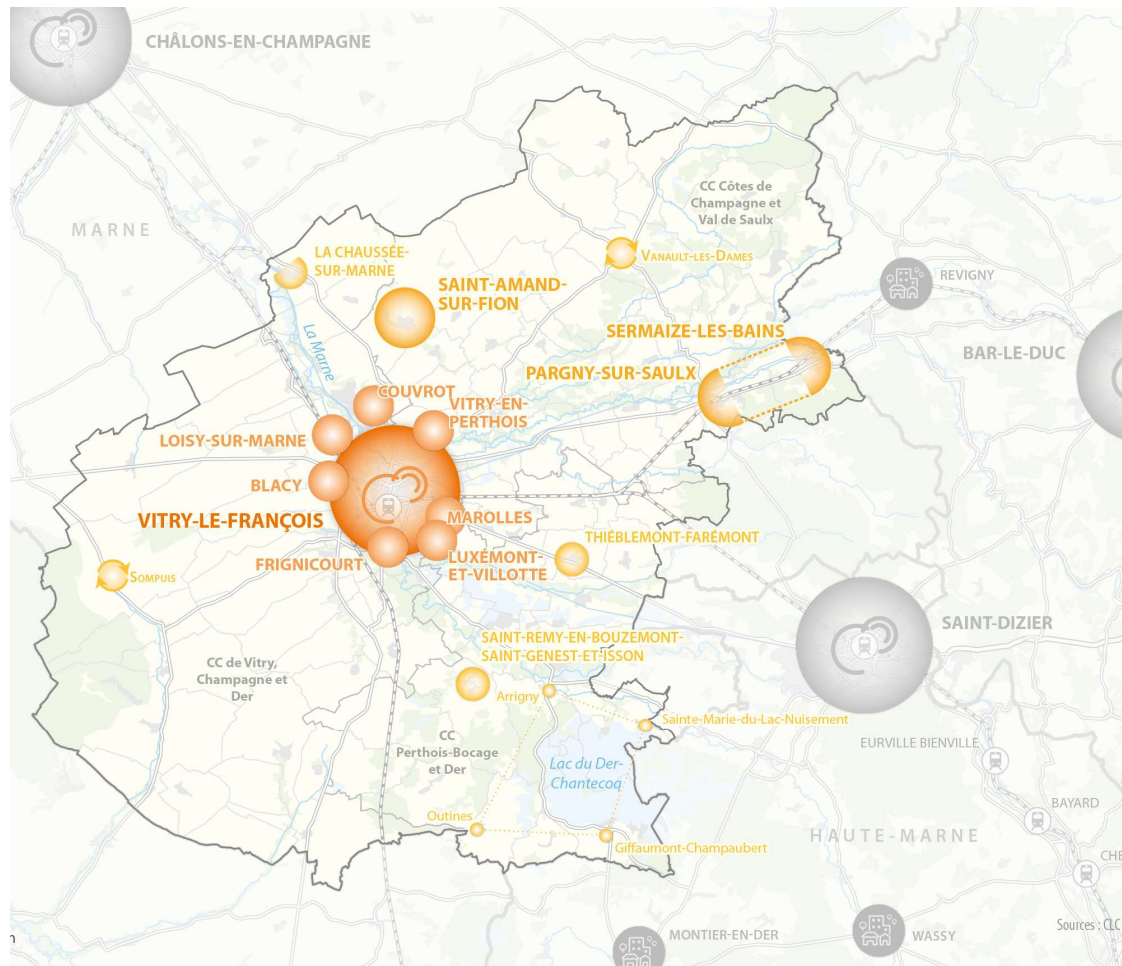 CHÂLONS-EN-CHAMPAGNE
CC Côtes de
Champagne et
Val de Saulx
MARNE
LA CHAUSSÉE-
SUR-MARNE
VANAULT-LES-DAMES
REVIGNY
SAINT-AMAND-
SUR-FION
La Marne
SERMAIZE-LES-BAINS
BAR-LE-DUC
PARGNY-SUR-SAULX
COUVROT
VITRY-EN-
PERTHOIS
LOISY-SUR-MARNE
BLACY
VITRY-LE-FRANÇOIS
MAROLLES
THIÉBLEMONT-FARÉMONT
LUXÉMONT-
ET-VILLOTTE
FRIGNICOURT
SOMPUIS
SAINT-DIZIER
SAINT-REMY-EN-BOUZEMONT-
SAINT-GENEST-ET-ISSON
CC de Vitry,
Champagne et
Der
Arrigny
Sainte-Marie-du-Lac-Nuisement
CC
Perthois-Bocage
et Der
EURVILLE BIENVILLE
Lac du Der-
Chantecoq
BAYARD
Outines
HAUTE-MARNE
Giffaumont-Champaubert
CHE
Sources : CLC
MONTIER-EN-DER
WASSY
n